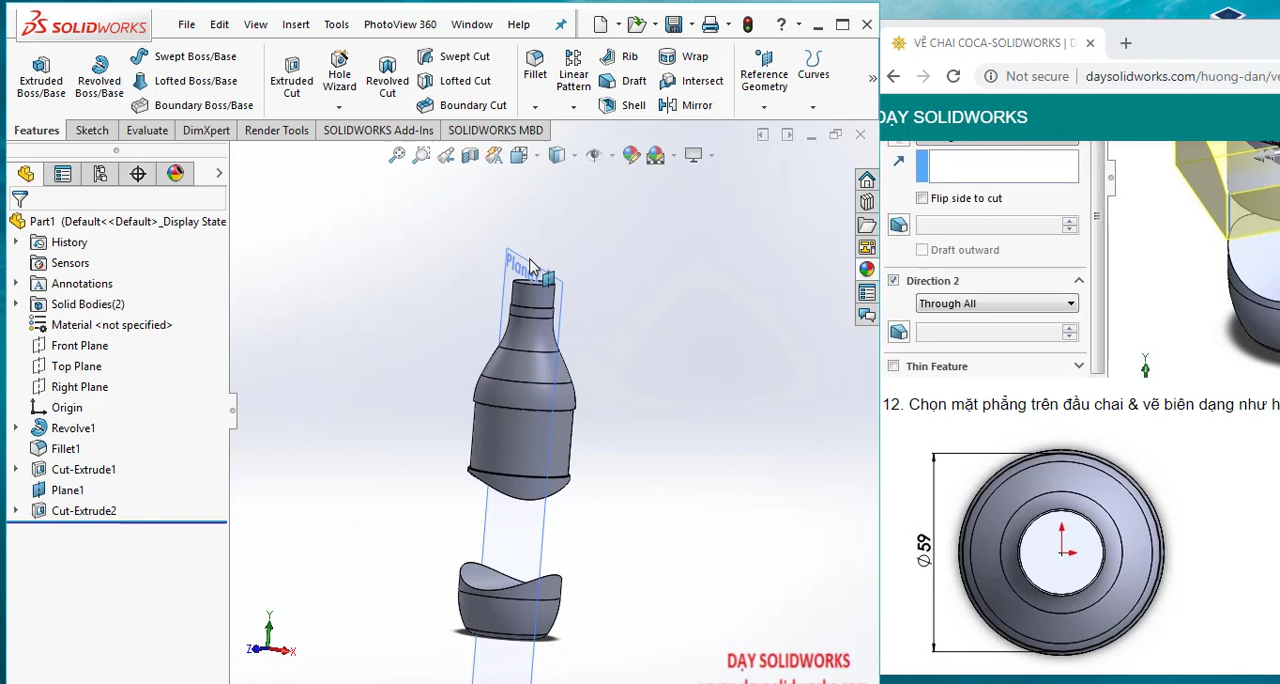 SOLIDWORKS
File Edit View Insert Tools PhotoView 360 Window Help
Extruded Boss/Base
Revolved Boss/Base
Swept Boss/Base
Lofted Boss/Base
Boundary Boss/Base
Extruded Cut
Hole Wizard
Revolved Cut
Swept Cut
Lofted Cut
Boundary Cut
Fillet
Linear Pattern
Rib
Draft
Shell
Wrap
Intersect
Mirror
Reference Geometry
Curves
Features Sketch Evaluate DimXpert Render Tools SOLIDWORKS Add-Ins SOLIDWORKS MBD
Part1 (Default<<Default>_Display State
History
Sensors
Annotations
Solid Bodies(2)
Material <not specified>
Front Plane
Top Plane
Right Plane
Origin
Revolve1
Fillet1
Cut-Extrude1
Plane1
Cut-Extrude2
Y
Z
X
DẠY SOLIDWORKS
VẼ CHAI COCA-SOLIDWORKS |
Not secure | daysolidworks.com/huong-dan/ve
DẠY SOLIDWORKS
Flip side to cut
Draft outward
Direction 2
Through All
Thin Feature
Y
12. Chọn mặt phẳng trên đầu chai & vẽ biên dạng như h
∅59